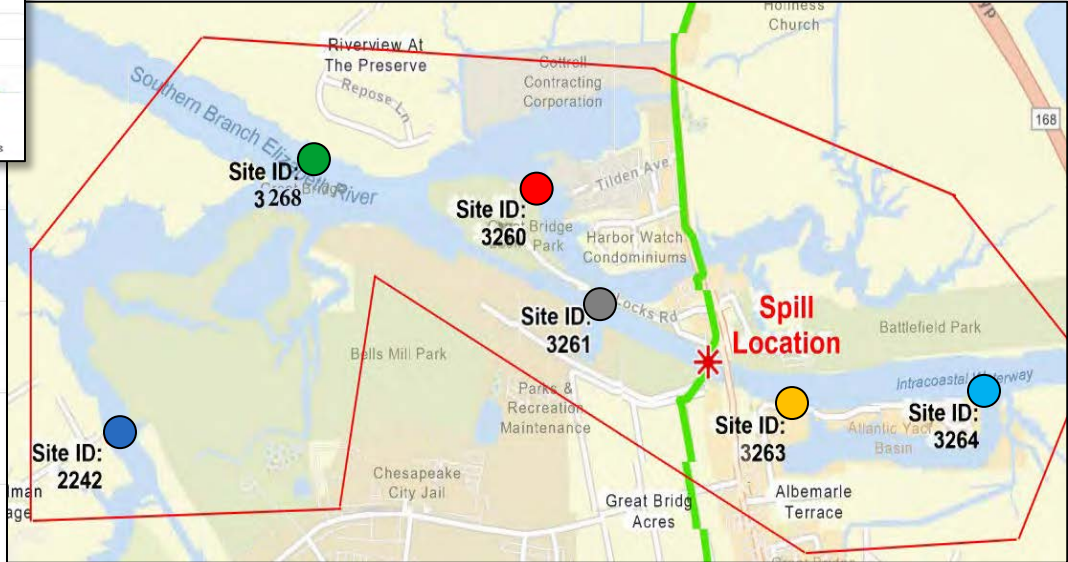 Holiness
Church
Riverview At
The Preserve
Cottrell
Contracting
Corporation
Repose Ln
Southern Branch Elizabeth River
168
Site ID:
3268
Tilden Ave
Site ID:
3260
Bridge
Park
Harbor Watch
Condominiums
Locks Rd
Site ID:
3261
Spill
Location
Battlefield Park
Bells Mill Park
Intracoastal Waterway
Parks &
Recreation
Maintenance
Site ID:
3263
Atlantic Yacht
Basin
Site ID:
3264
Site ID:
2242
Chesapeake
City Jail
Great Bridg
Acres
Albemarle
Terrace